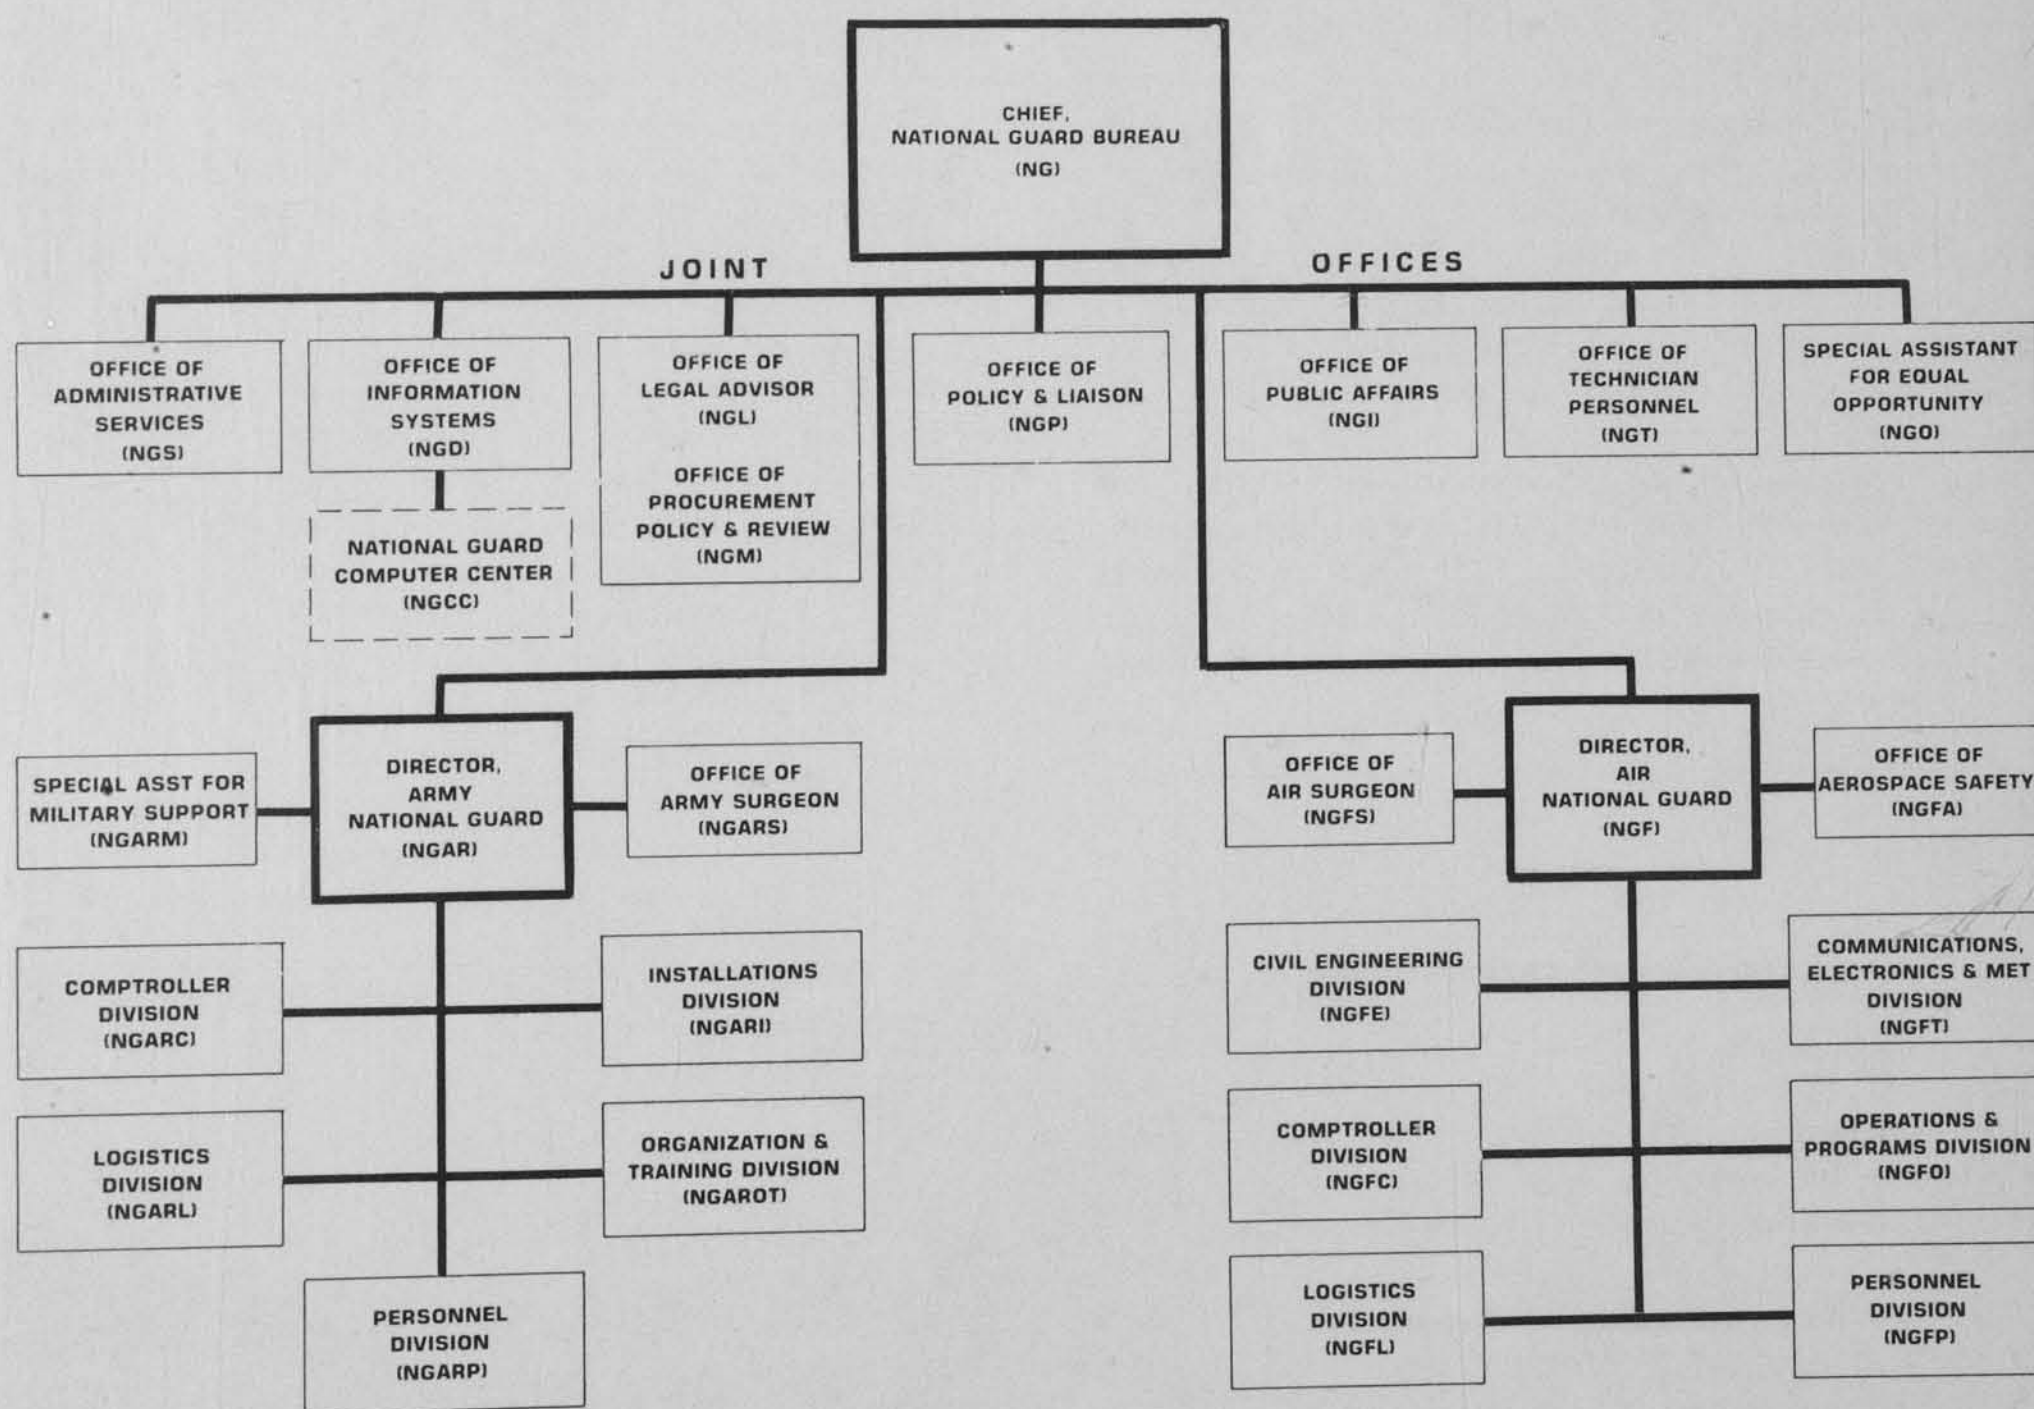 CHIEF,
NATIONAL GUARD BUREAU
(NG)
JOINT OFFICES
OFFICE OF
ADMINISTRATIVE
SERVICES
(NGS)
OFFICE OF
INFORMATION
SYSTEMS
(NGD)
NATIONAL GUARD
COMPUTER CENTER
(NGCC)
OFFICE OF
LEGAL ADVISOR
(NGL)
OFFICE OF
PROCUREMENT
POLICY & REVIEW
(NGM)
OFFICE OF
POLICY & LIAISON
(NGP)
OFFICE OF
PUBLIC AFFAIRS
(NGI)
OFFICE OF
TECHNICIAN
PERSONNEL
(NGT)
SPECIAL ASSISTANT
FOR EQUAL
OPPORTUNITY
(NGO)
SPECIAL ASST FOR
MILITARY SUPPORT
(NGARM)
DIRECTOR,
ARMY
NATIONAL GUARD
(NGAR)
OFFICE OF
ARMY SURGEON
(NGARS)
COMPTROLLER
DIVISION
(NGARC)
INSTALLATIONS
DIVISION
(NGARI)
LOGISTICS
DIVISION
(NGARL)
ORGANIZATION &
TRAINING DIVISION
(NGAROT)
PERSONNEL
DIVISION
(NGARP)
OFFICE OF
AIR SURGEON
(NGFS)
DIRECTOR,
AIR
NATIONAL GUARD
(NGF)
OFFICE OF
AEROSPACE SAFETY
(NGFA)
CIVIL ENGINEERING
DIVISION
(NGFE)
COMMUNICATIONS,
ELECTRONICS & MET
DIVISION
(NGFT)
COMPTROLLER
DIVISION
(NGFC)
OPERATIONS &
PROGRAMS DIVISION
(NGFO)
LOGISTICS
DIVISION
(NGFL)
PERSONNEL
DIVISION
(NGFP)